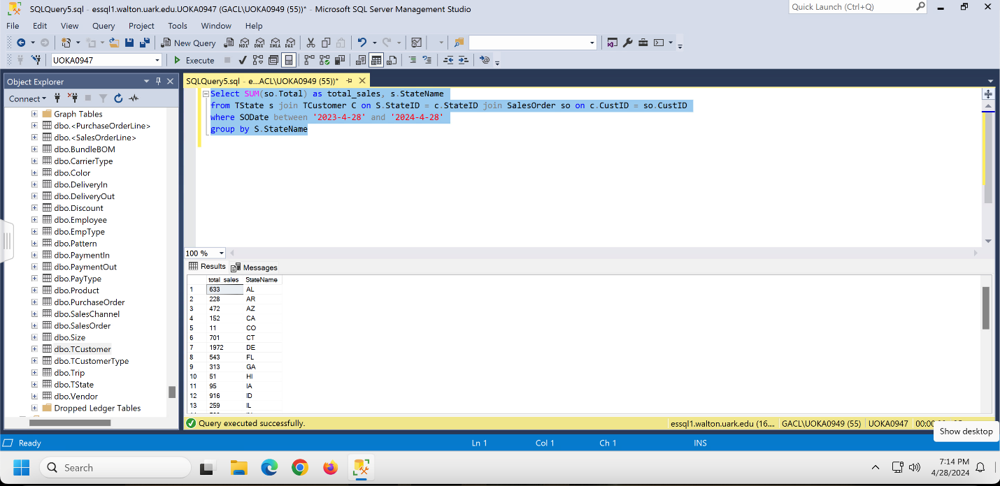 SQLQuery5.sql - essql1.walton.uark.edu.UOKA0947 (GACL\UOKA0949 (55))* - Microsoft SQL Server Management Studio
Quick Launch (Ctrl+Q)
File Edit View Query Project Tools Window Help
New Query
MDX DMX XMLA DAX
UOKA0947
Execute
Object Explorer
Connect
Graph Tables
dbo.<PurchaseOrderLine>
dbo.<SalesOrderLine>
dbo.BundleBOM
dbo.CarrierType
dbo.Color
dbo.DeliveryIn
dbo.DeliveryOut
dbo.Discount
dbo.Employee
dbo.EmpType
dbo.Pattern
dbo.PaymentIn
dbo.PaymentOut
dbo.PayType
dbo.Product
dbo.PurchaseOrder
dbo.SalesChannel
dbo.SalesOrder
dbo.Size
dbo.TCustomer
dbo.TCustomerType
dbo.Trip
dbo.TState
dbo.Vendor
Dropped Ledger Tables
SQLQuery5.sql - e...ACL\UOKA0949 (55))*
Select SUM(so.Total) as total_sales, s.StateName
from TState s join TCustomer C on S.StateID = c.StateID join SalesOrder so on c.CustID = so.CustID
where SODate between '2023-4-28' and '2024-4-28'
group by S.StateName
100 %
Results Messages
total_sales StateName
1 633 AL
2 228 AR
3 472 AZ
4 152 CA
5 11 CO
6 701 CT
7 1972 DE
8 543 FL
9 313 GA
10 51 HI
11 95 IA
12 916 ID
13 259 IL
Query executed successfully.
essql1.walton.uark.edu (16.... GACL\UOKA0949 (55) UOKA0947
Show desktop
Ready Ln 1 Col 1 Ch 1 INS
Search
7:14 PM
4/28/2024